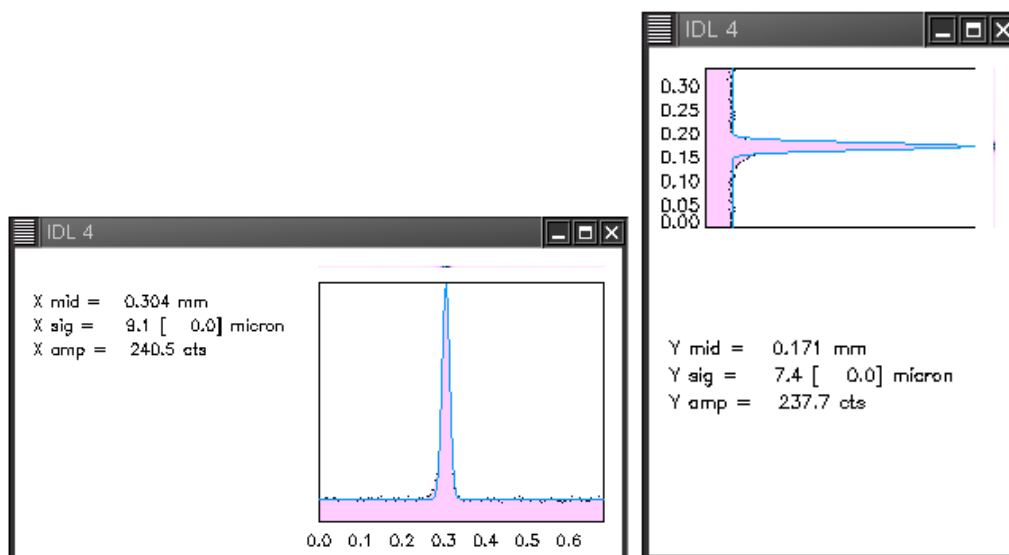 IDL 4
X mid = 0.304 mm
X sig = 9.1 [ 0.0] micron
X amp = 240.5 cts
0.0 0.1 0.2 0.3 0.4 0.5 0.6
IDL 4
0.30
0.25
0.20
0.15
0.10
0.05
0.00
Y mid = 0.171 mm
Y sig = 7.4 [ 0.0] micron
Y amp = 237.7 cts